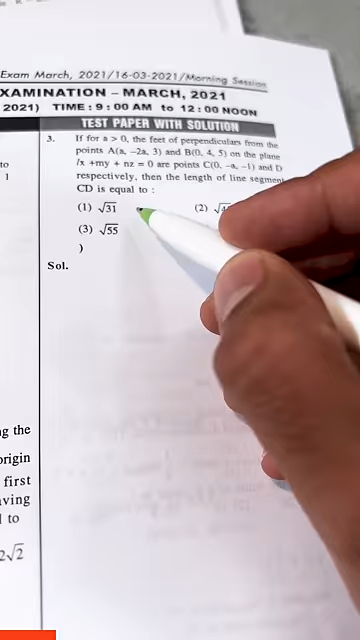 Exam March, 2021/16-03-2021/Morning Session
XAMINATION – MARCH, 2021
2021) TIME : 9 : 00 AM to 12 : 00 NOON
TEST PAPER WITH SOLUTION
3. If for a > 0, the feet of perpendiculars from the
points A(a, –2a, 3) and B(0, 4, 5) on the plane
lx + my + nz = 0 are points C(0, –a, –1) and D
respectively, then the length of line segment
CD is equal to :
(1) √31 (2)
(3) √55
)
Sol.
to
1
ng the
origin
first
aving
l to
2√2